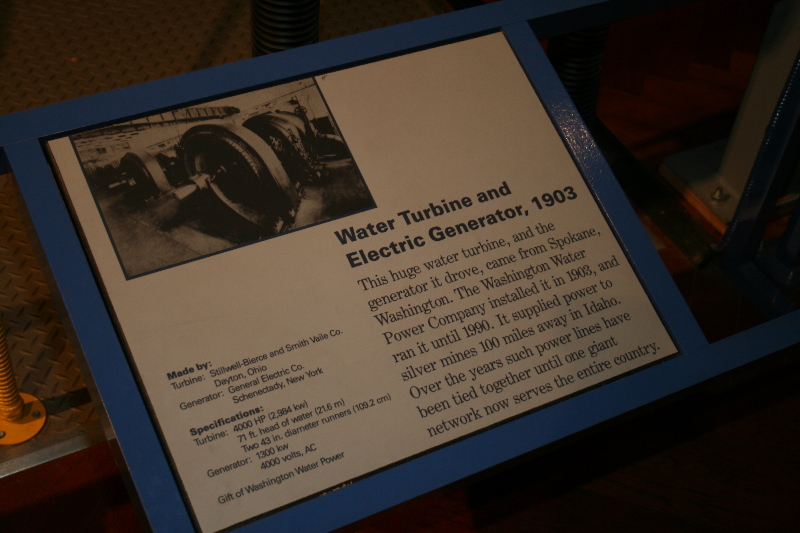 Water Turbine and
Electric Generator, 1903
This huge water turbine, and the
generator it drove, came from Spokane,
Washington. The Washington Water
Power Company installed it in 1903, and
ran it until 1990. It supplied power to
silver mines 100 miles away in Idaho.
Over the years such power lines have
been tied together until one giant
network now serves the entire country.
Made by:
Turbine: Stillwell-Bierce and Smith Vaile Co.
Dayton, Ohio
Generator: General Electric Co.
Schenectady, New York
Specifications:
Turbine: 4000 HP (2,984 kw)
71 ft. head of water (21.6 m)
Two 43 in. diameter runners (109.2 cm)
Generator: 1300 kw
4000 volts, AC
Gift of Washington Water Power